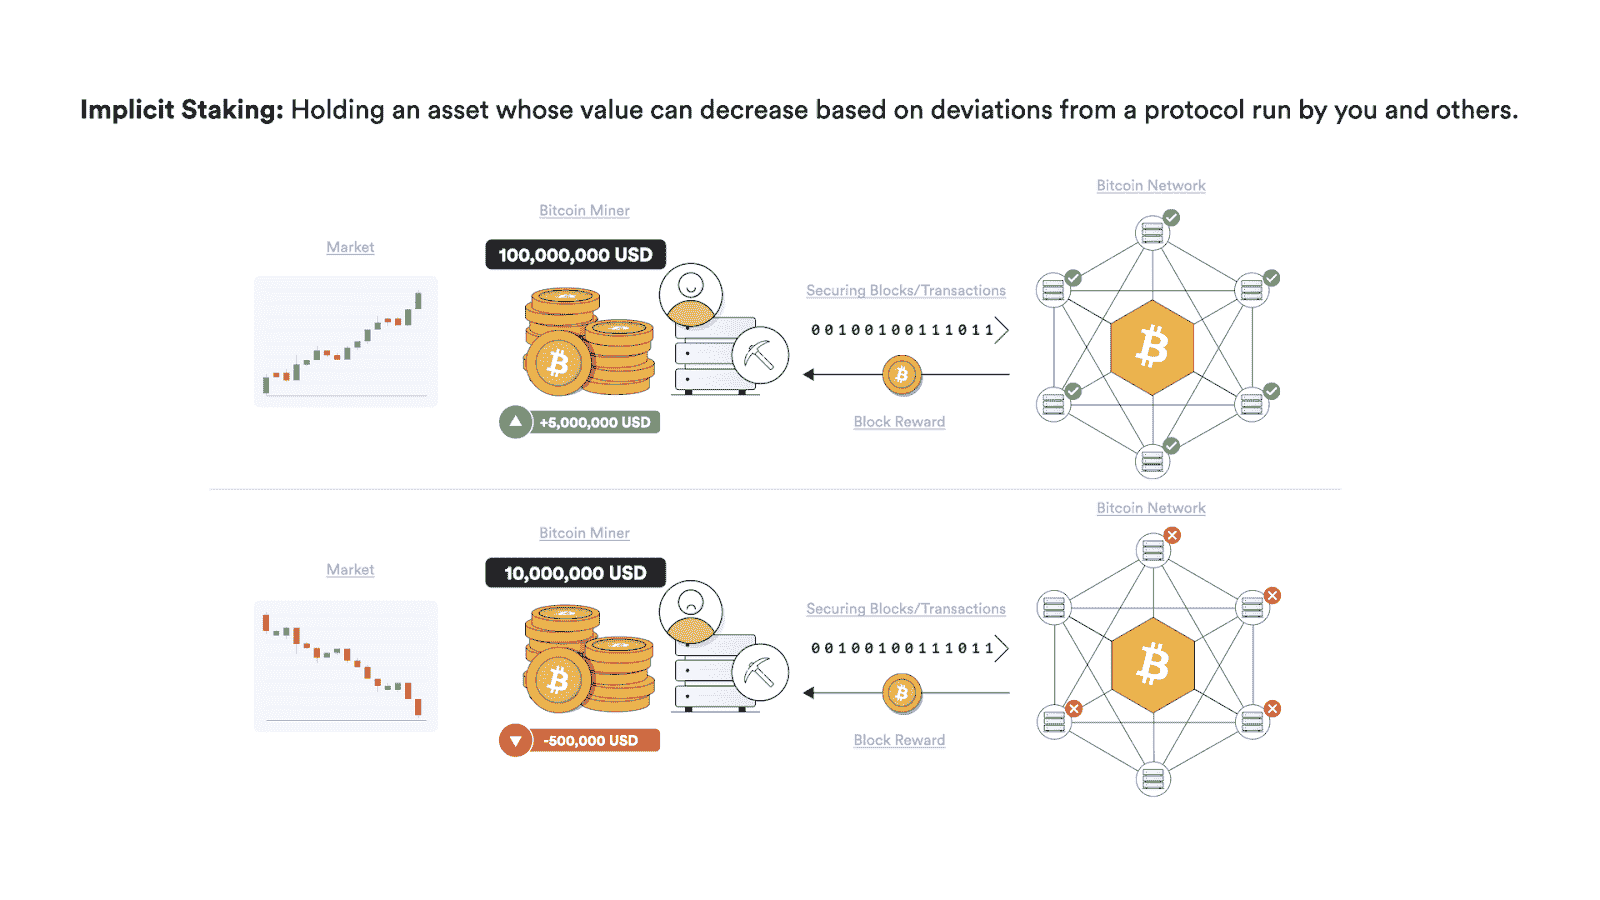 Implicit Staking: Holding an asset whose value can decrease based on deviations from a protocol run by you and others.
Market
Bitcoin Miner
100,000,000 USD
+5,000,000 USD
Securing Blocks/Transactions
00100100111011
Block Reward
Bitcoin Network
Market
Bitcoin Miner
10,000,000 USD
-500,000 USD
Securing Blocks/Transactions
00100100111011
Block Reward
Bitcoin Network